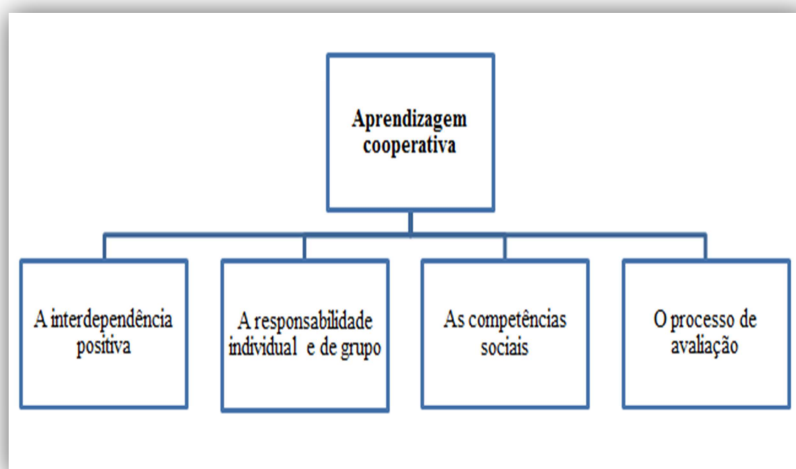 Aprendizagem
cooperativa
A interdependência
positiva
A responsabilidade
individual e de grupo
As competências
sociais
O processo de
avaliação